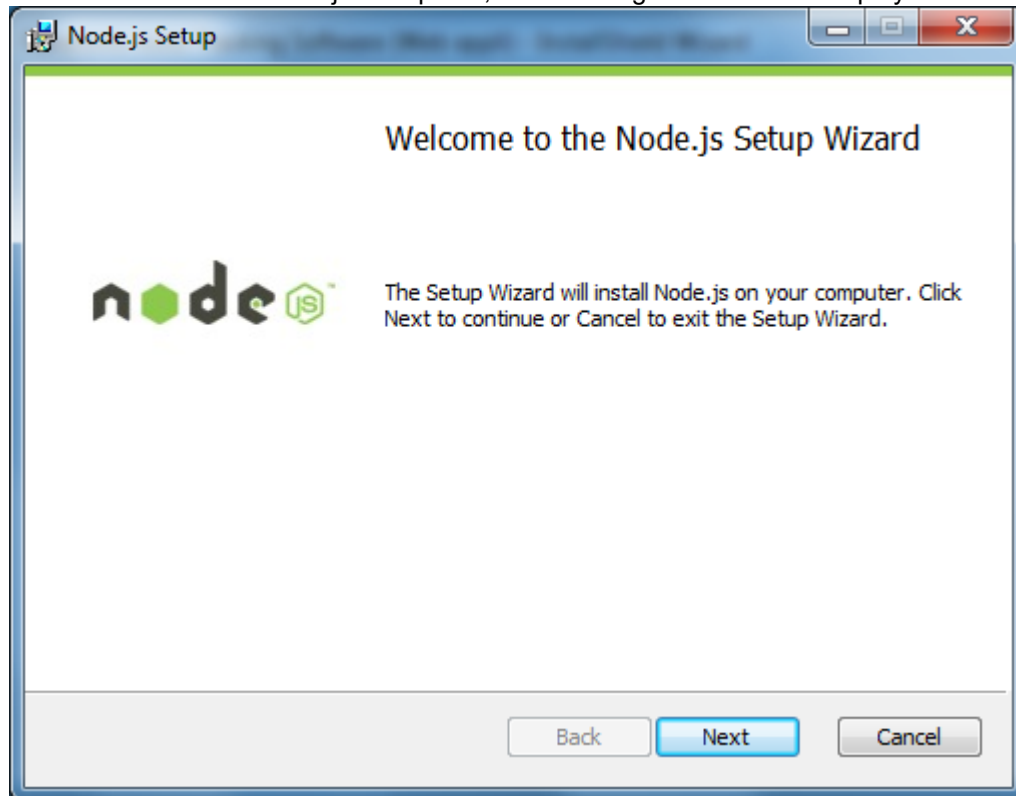 Node.js Setup
Welcome to the Node.js Setup Wizard
node JS
The Setup Wizard will install Node.js on your computer. Click
Next to continue or Cancel to exit the Setup Wizard.
Back
Next
Cancel